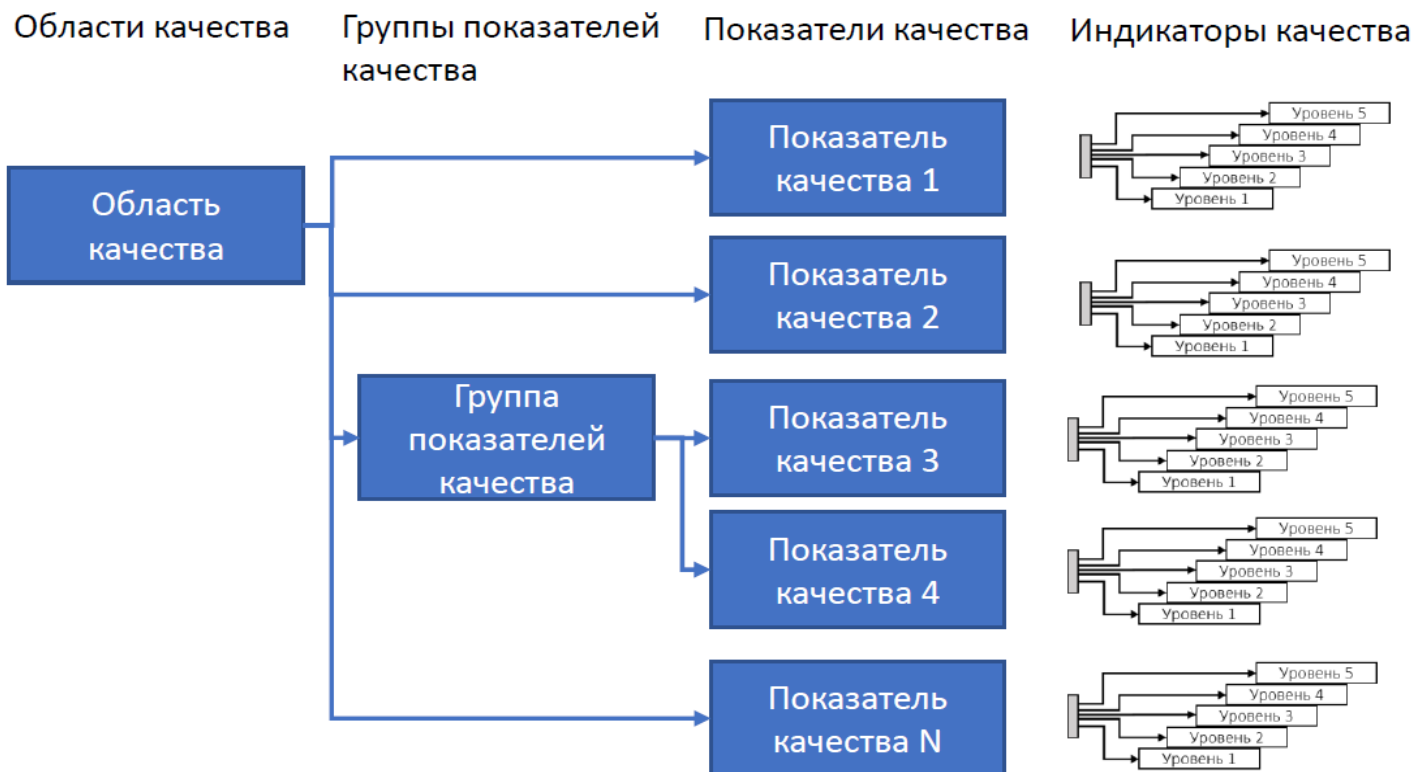 Области качества
Группы показателей
качества
Показатели качества
Индикаторы качества
Область
качества
Показатель
качества 1
Уровень 5
Уровень 4
Уровень 3
Уровень 2
Уровень 1
Показатель
качества 2
Уровень 5
Уровень 4
Уровень 3
Уровень 2
Уровень 1
Группа
показателей
качества
Показатель
качества 3
Уровень 5
Уровень 4
Уровень 3
Уровень 2
Уровень 1
Показатель
качества 4
Уровень 5
Уровень 4
Уровень 3
Уровень 2
Уровень 1
Показатель
качества N
Уровень 5
Уровень 4
Уровень 3
Уровень 2
Уровень 1